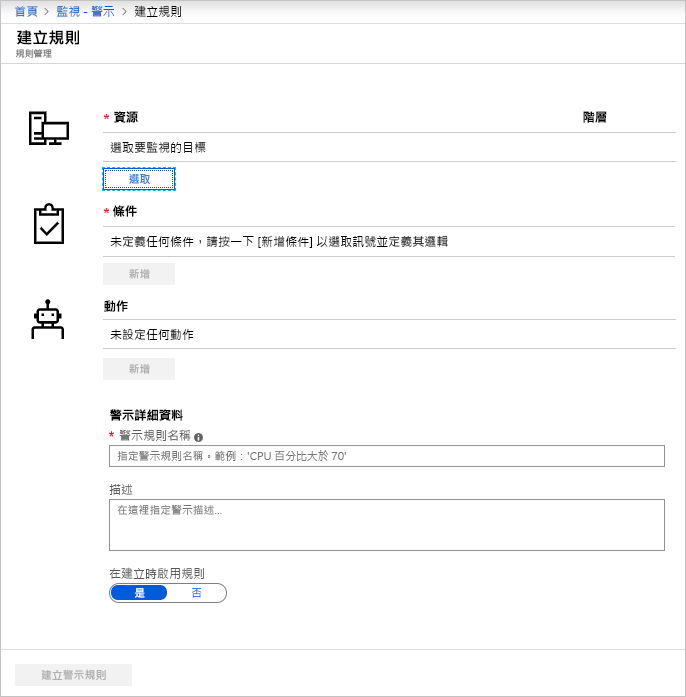 首頁 > 監視 - 警示 > 建立規則
建立規則
規則管理
* 資源 階層
選取要監視的目標
選取
* 條件
未定義任何條件，請按一下 [新增條件] 以選取訊號並定義其邏輯
新增
動作
未設定任何動作
新增
警示詳細資料
* 警示規則名稱
指定警示規則名稱。範例：'CPU 百分比大於 70'
描述
在這裡指定警示描述...
在建立時啟用規則
是 否
建立警示規則